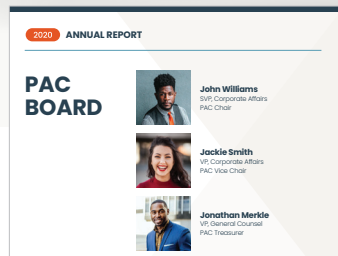 2020 ANNUAL REPORT
PAC
BOARD
John Williams
SVP, Corporate Affairs
PAC Chair
Jackie Smith
VP, Corporate Affairs
PAC Vice Chair
Jonathan Merkle
VP, General Counsel
PAC Treasurer